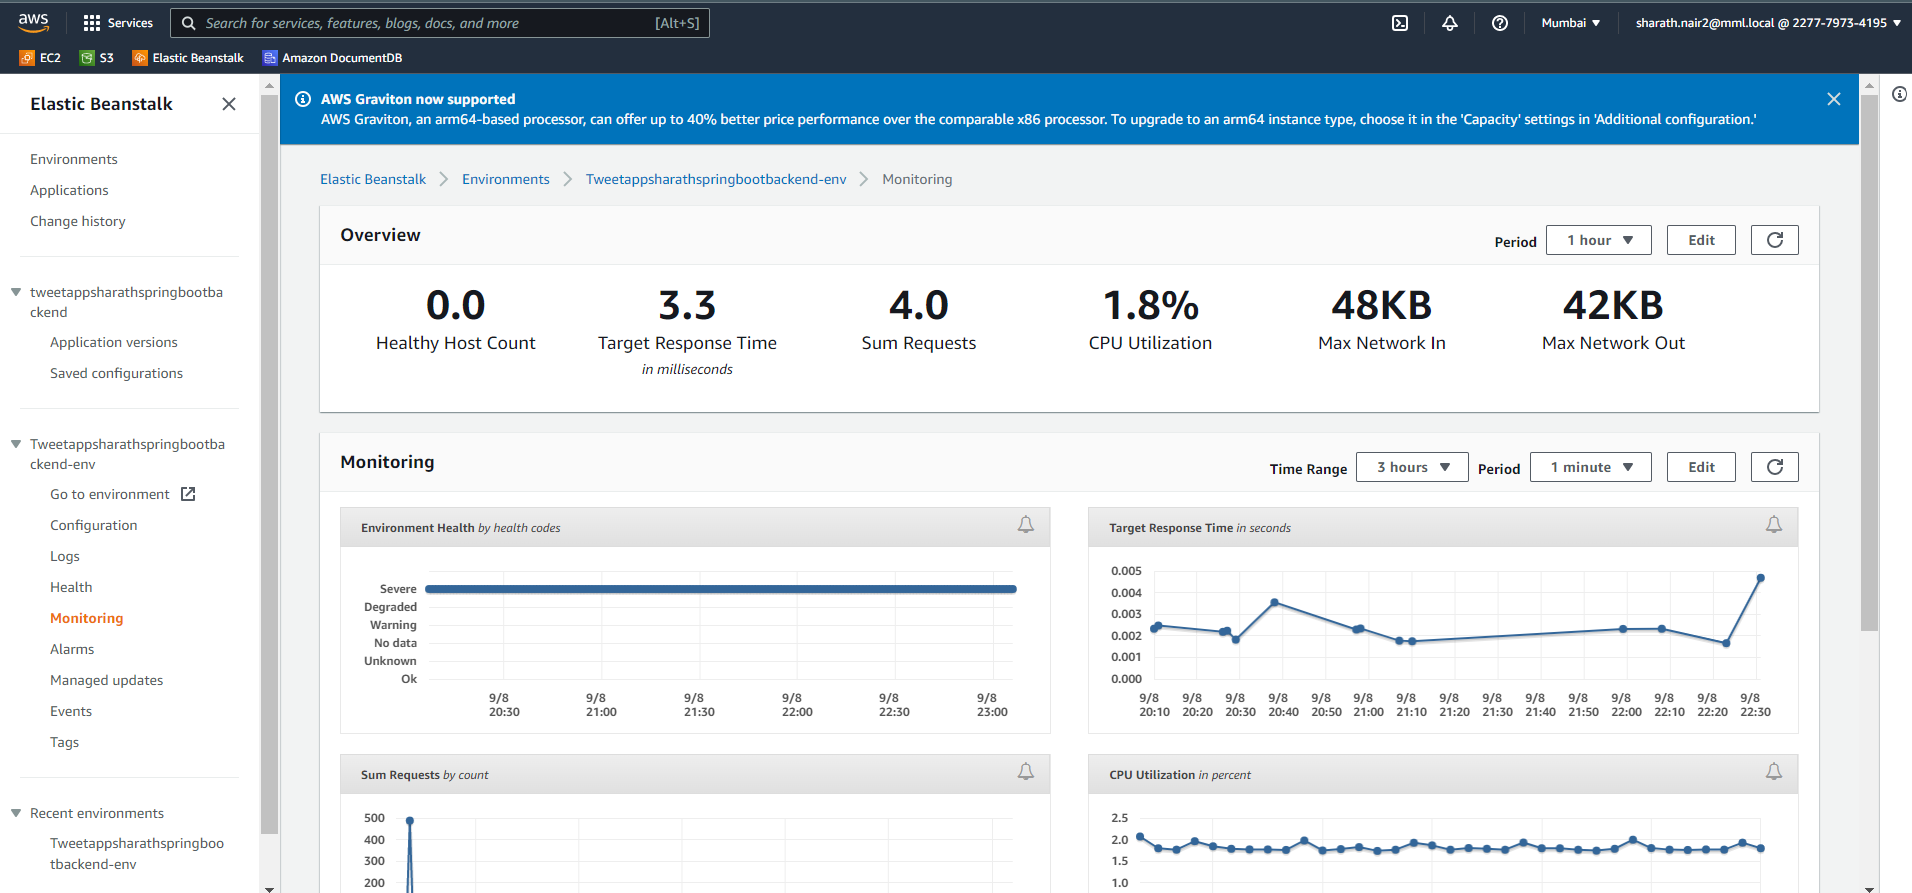 aws
Services
Search for services, features, blogs, docs, and more
[Alt+S]
Mumbai
sharath.nair2@mml.local @ 2277-7973-4195
EC2
S3
Elastic Beanstalk
Amazon DocumentDB
Elastic Beanstalk
Environments
Applications
Change history
tweetappsharathspringbootba
ckend
Application versions
Saved configurations
Tweetappsharathspringbootba
ckend-env
Go to environment
Configuration
Logs
Health
Monitoring
Alarms
Managed updates
Events
Tags
Recent environments
Tweetappsharathspringboo
tbackend-env
AWS Graviton now supported
AWS Graviton, an arm64-based processor, can offer up to 40% better price performance over the comparable x86 processor. To upgrade to an arm64 instance type, choose it in the 'Capacity' settings in 'Additional configuration.'
Elastic Beanstalk
Environments
Tweetappsharathspringbootbackend-env
Monitoring
Overview
Period
1 hour
Edit
0.0
Healthy Host Count
3.3
Target Response Time
in milliseconds
4.0
Sum Requests
1.8%
CPU Utilization
48KB
Max Network In
42KB
Max Network Out
Monitoring
Time Range
3 hours
Period
1 minute
Edit
Environment Health by health codes
Severe
Degraded
Warning
No data
Unknown
Ok
9/8 9/8 9/8 9/8 9/8 9/8
20:30 21:00 21:30 22:00 22:30 23:00
Target Response Time in seconds
0.005
0.004
0.003
0.002
0.001
0.000
9/8 9/8 9/8 9/8 9/8 9/8 9/8 9/8 9/8 9/8 9/8 9/8 9/8 9/8 9/8
20:10 20:20 20:30 20:40 20:50 21:00 21:10 21:20 21:30 21:40 21:50 22:00 22:10 22:20 22:30
Sum Requests by count
500
400
300
200
CPU Utilization in percent
2.5
2.0
1.5
1.0